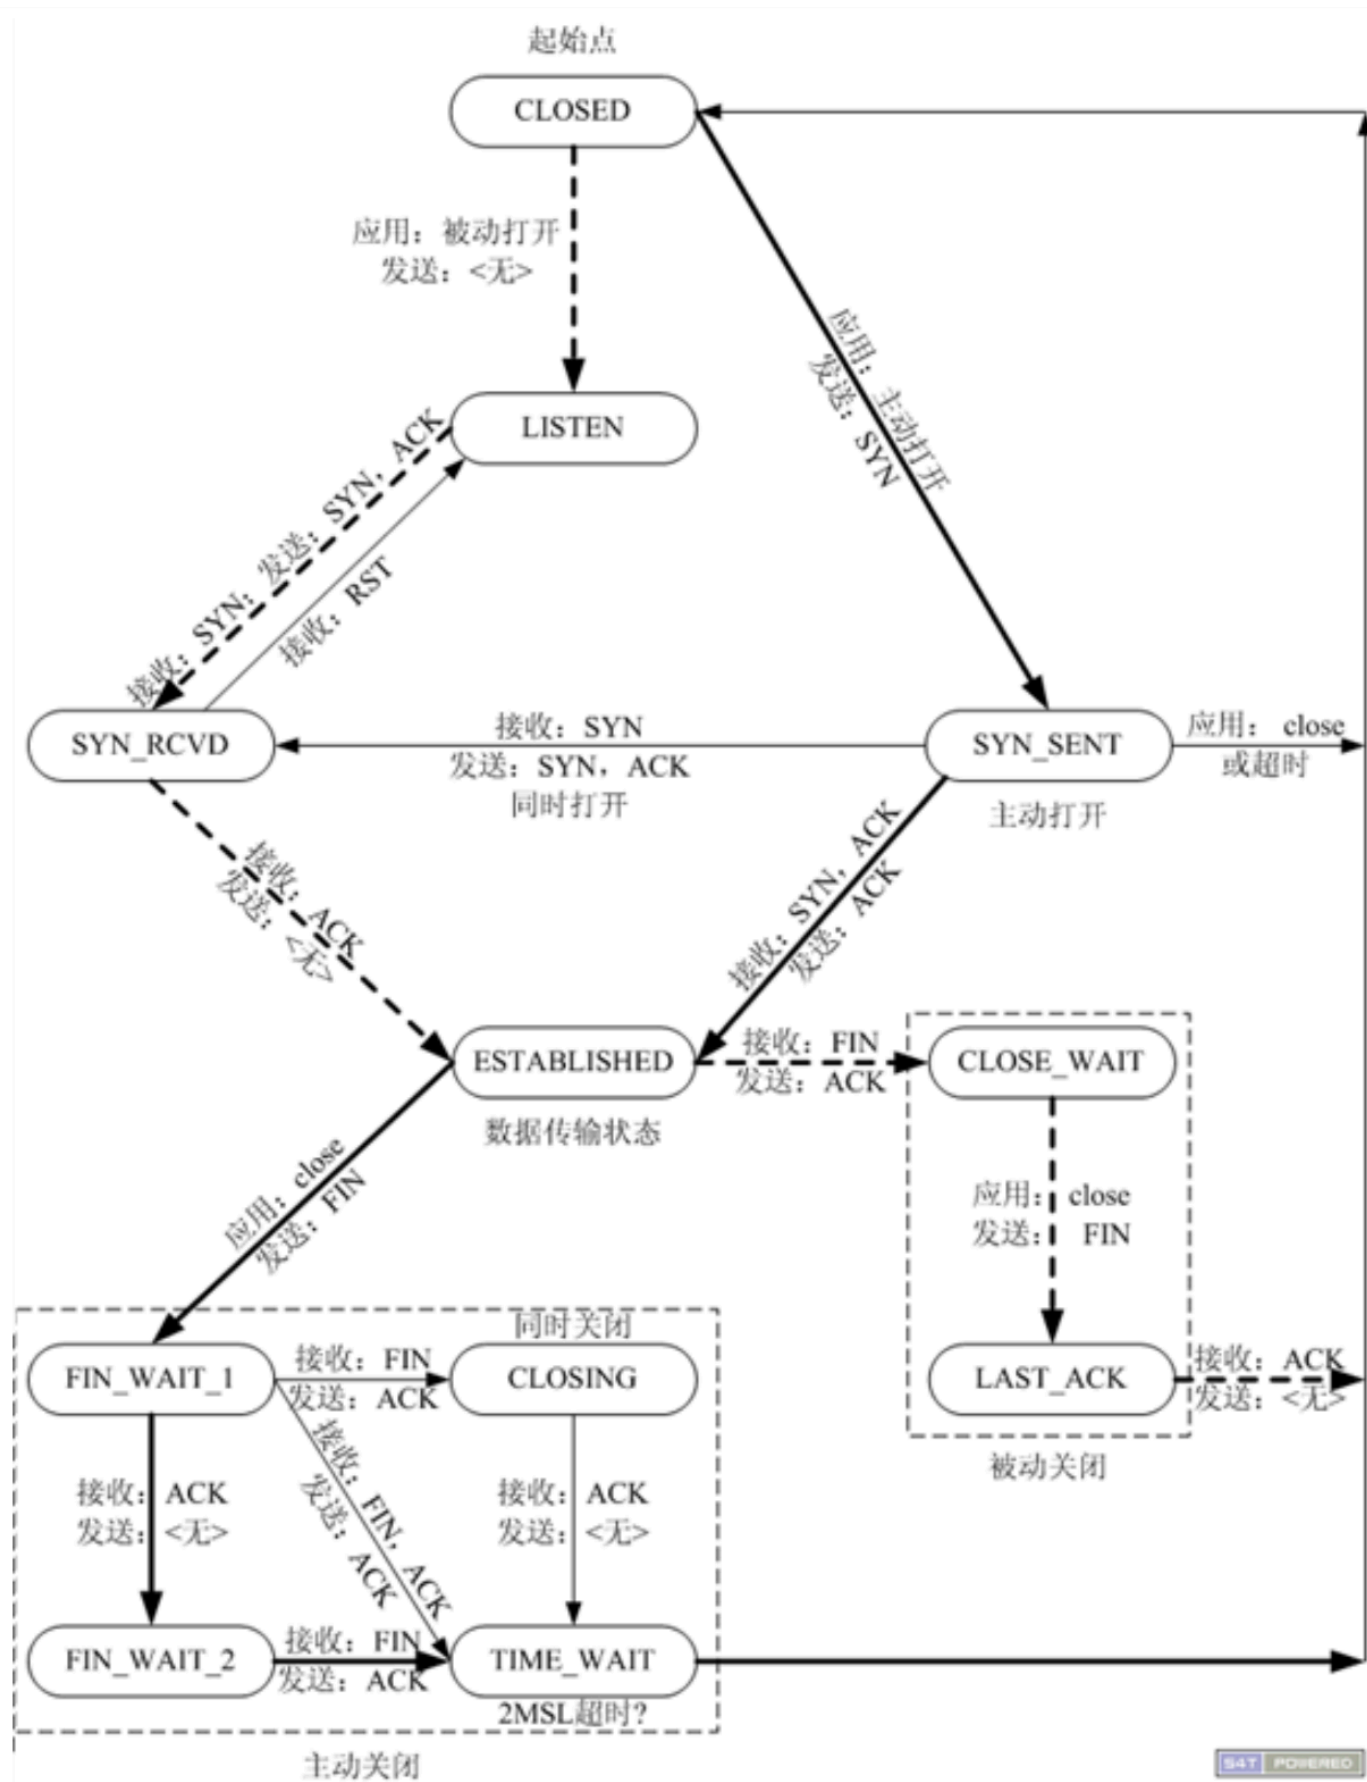 起始点
CLOSED
应用：被动打开
发送：<无>
应用：主动打开
发送：SYN
LISTEN
接收：SYN；发送：SYN，ACK
接收：RST
SYN_RCVD
接收：SYN
发送：SYN，ACK
同时打开
SYN_SENT
主动打开
应用： close
或超时
接收：ACK
发送：<无>
接收：SYN，ACK
发送：ACK
ESTABLISHED
数据传输状态
接收：FIN
发送：ACK
CLOSE_WAIT
应用：close
发送：FIN
应用： close
发送： FIN
同时关闭
FIN_WAIT_1
接收：FIN
发送：ACK
CLOSING
LAST_ACK
接收：ACK
发送：<无>
被动关闭
接收：ACK
发送：<无>
接收：FIN，ACK
发送：ACK
接收：ACK
发送：<无>
FIN_WAIT_2
接收：FIN
发送：ACK
TIME_WAIT
2MSL超时?
主动关闭
S4T POWERED